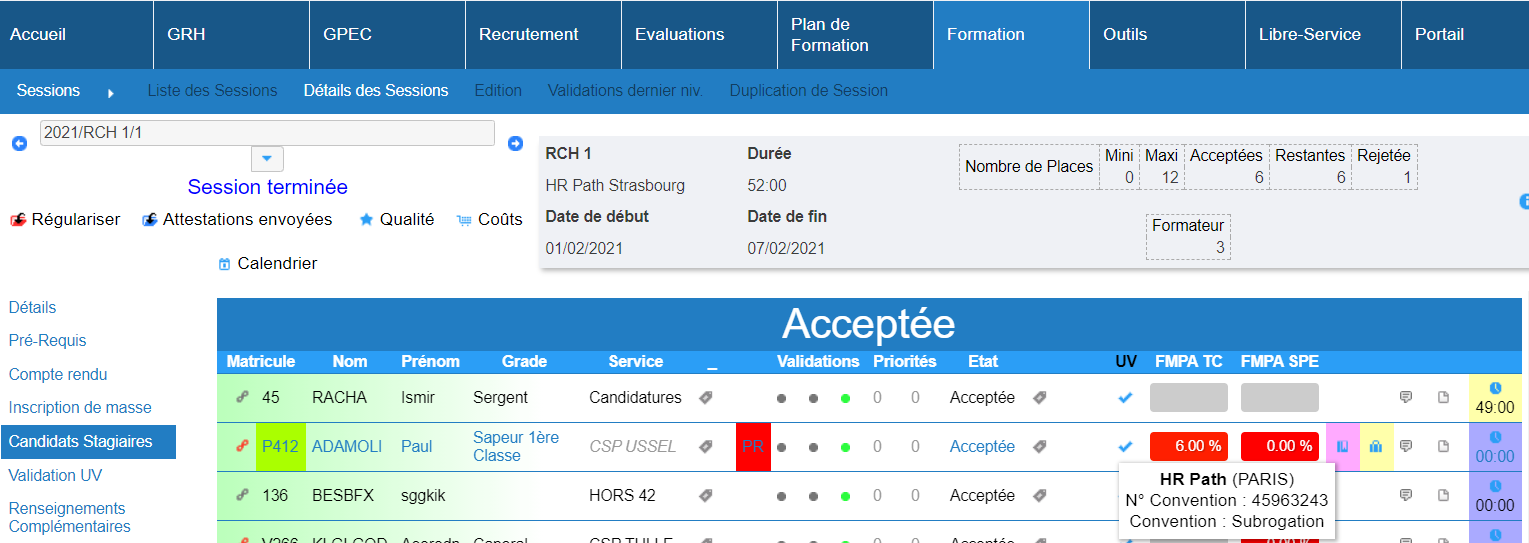 Accueil GRH GPEC Recrutement Evaluations Plan de Formation Formation Outils Libre-Service Portail
Sessions Liste des Sessions Détails des Sessions Edition Validations dernier niv. Duplication de Session
2021/RCH 1/1
Session terminée
Régulariser Attestations envoyées Qualité Coûts
Calendrier
RCH 1 Durée
HR Path Strasbourg 52:00
Date de début Date de fin
01/02/2021 07/02/2021
Nombre de Places Mini Maxi Acceptées Restantes Rejetée
0 12 6 6 1
Formateur
3
Détails
Pré-Requis
Compte rendu
Inscription de masse
Candidats Stagiaires
Validation UV
Renseignements
Complémentaires
Acceptée
Matricule Nom Prénom Grade Service _ Validations Priorités Etat UV FMPA TC FMPA SPE
45 RACHA Ismir Sergent Candidatures 0 0 Acceptée 49:00
P412 ADAMOLI Paul Sapeur 1ère Classe CSP USSEL PR 0 0 Acceptée 6.00 % 0.00 % 00:00
136 BESBFX sggkik HORS 42 0 0 Acceptée 00:00
HR Path (PARIS)
N° Convention : 45963243
Convention : Subrogation